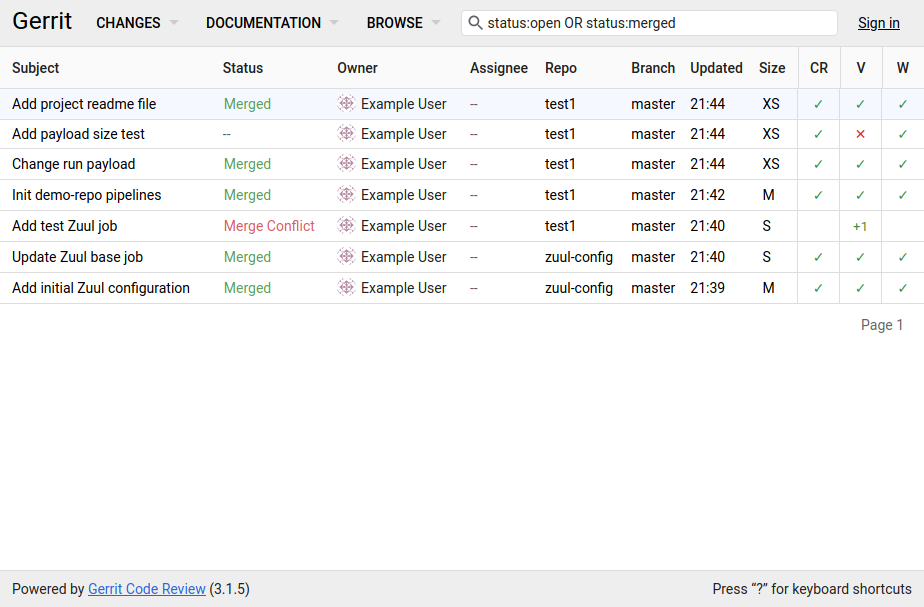 Gerrit CHANGES DOCUMENTATION BROWSE status:open OR status:merged Sign in
Subject Status Owner Assignee Repo Branch Updated Size CR V W
Add project readme file Merged Example User -- test1 master 21:44 XS ✓ ✓ ✓
Add payload size test -- Example User -- test1 master 21:44 XS ✓ ✕ ✓
Change run payload Merged Example User -- test1 master 21:44 XS ✓ ✓ ✓
Init demo-repo pipelines Merged Example User -- test1 master 21:42 M ✓ ✓ ✓
Add test Zuul job Merge Conflict Example User -- test1 master 21:40 S +1
Update Zuul base job Merged Example User -- zuul-config master 21:40 S ✓ ✓ ✓
Add initial Zuul configuration Merged Example User -- zuul-config master 21:39 M ✓ ✓ ✓
Page 1
Powered by Gerrit Code Review (3.1.5) Press “?” for keyboard shortcuts